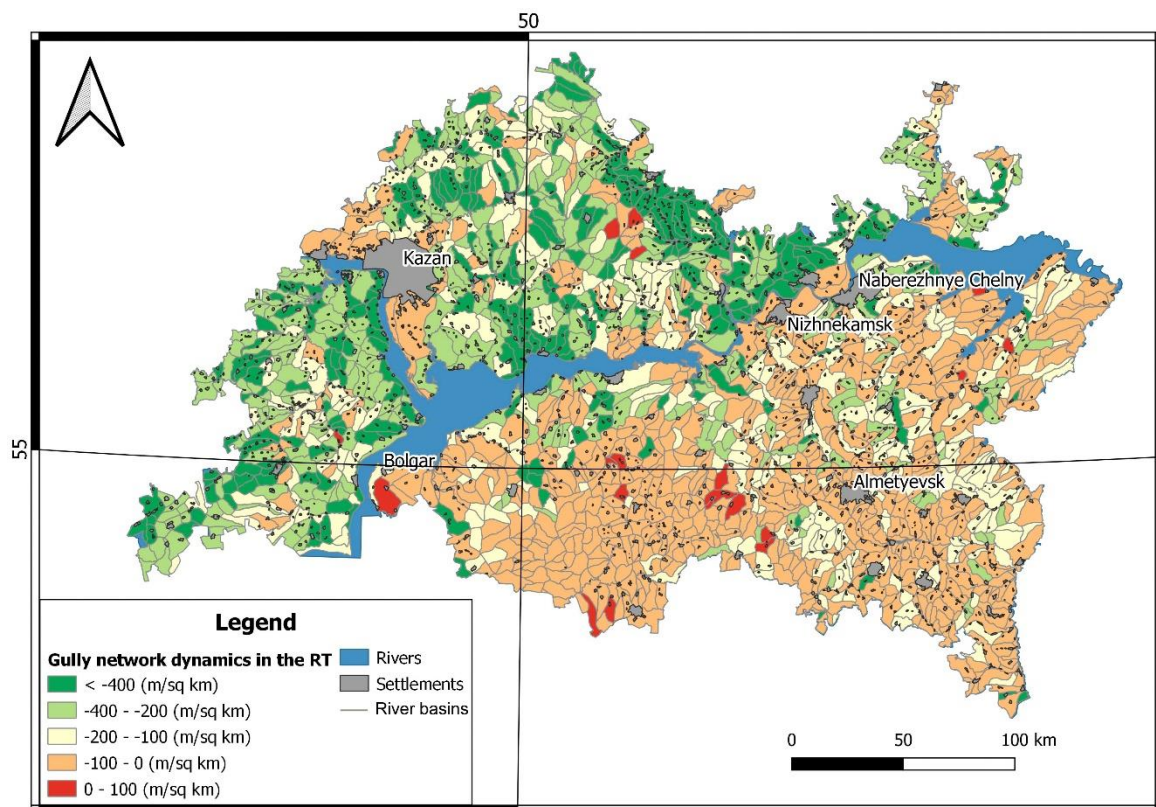 50
Kazan
Naberezhnye Chelny
Nizhnekamsk
55
Bolgar
Almetyevsk
Legend
Gully network dynamics in the RT
< -400 (m/sq km)
-400 - -200 (m/sq km)
-200 - -100 (m/sq km)
-100 - 0 (m/sq km)
0 - 100 (m/sq km)
Rivers
Settlements
River basins
0 50 100 km